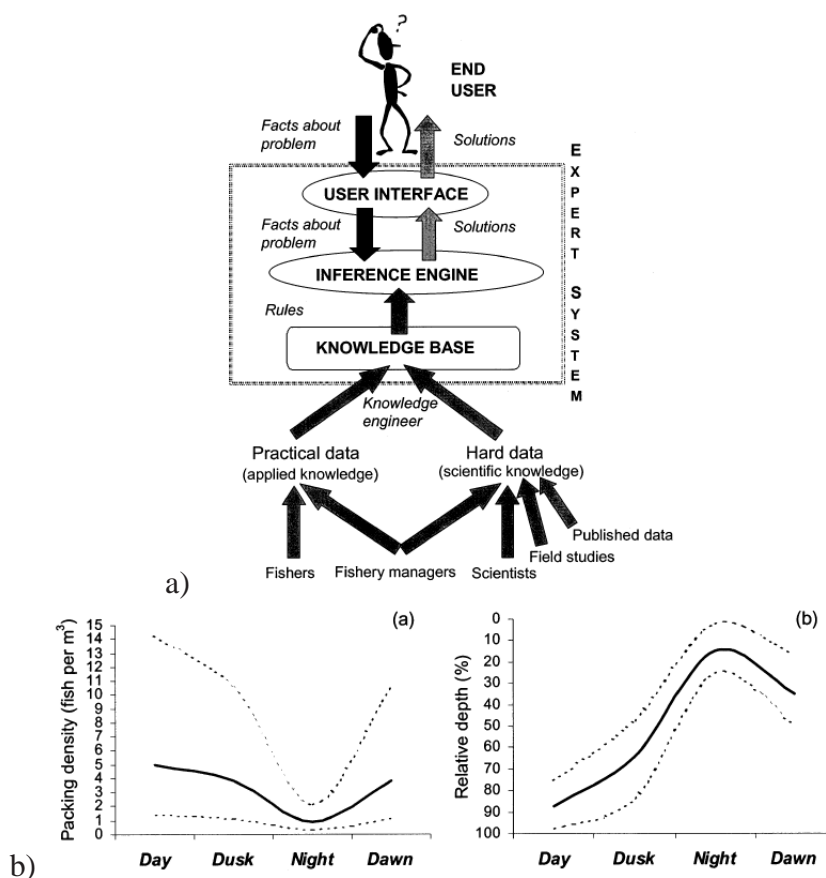 ?
END
USER
Facts about
problem
Solutions
USER INTERFACE
Facts about
problem
Solutions
INFERENCE ENGINE
Rules
KNOWLEDGE BASE
EXPERT SYSTEM
Knowledge
engineer
Practical data
(applied knowledge)
Hard data
(scientific knowledge)
Published data
Field studies
Fishers
Fishery managers
Scientists
a)
(a)
Packing density (fish per m³)
15
14
13
12
11
10
9
8
7
6
5
4
3
2
1
0
Day Dusk Night Dawn
(b)
Relative depth (%)
0
10
20
30
40
50
60
70
80
90
100
Day Dusk Night Dawn
b)